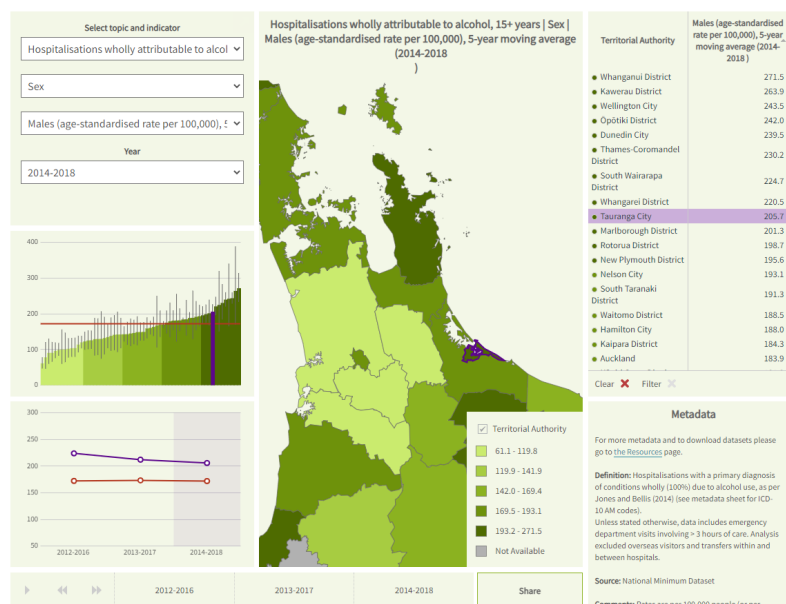 Select topic and indicator
Hospitalisations wholly attributable to alcol
Sex
Males (age-standardised rate per 100,000), 5
Year
2014-2018
400
300
200
100
0
300
250
200
150
100
50
2012-2016
2013-2017
2014-2018
Hospitalisations wholly attributable to alcohol, 15+ years | Sex |
Males (age-standardised rate per 100,000), 5-year moving average
(2014-2018
)
Territorial Authority
61.1 - 119.8
119.9 - 141.9
142.0 - 169.4
169.5 - 193.1
193.2 - 271.5
Not Available
Territorial Authority
Males (age-standardised
rate per 100,000), 5-year
moving average (2014-
2018 )
Whanganui District 271.5
Kawerau District 263.9
Wellington City 243.5
Ōpōtiki District 242.0
Dunedin City 239.5
Thames-Coromandel
District 230.2
South Wairarapa
District 224.7
Whangarei District 220.5
Tauranga City 205.7
Marlborough District 201.3
Rotorua District 198.7
New Plymouth District 195.6
Nelson City 193.1
South Taranaki
District 191.3
Waitomo District 188.5
Hamilton City 188.0
Kaipara District 184.3
Auckland 183.9
Clear
Filter
Metadata
For more metadata and to download datasets please
go to the Resources page.
Definition: Hospitalisations with a primary diagnosis
of conditions wholly (100%) due to alcohol use, as per
Jones and Bellis (2014) (see metadata sheet for ICD-
10 AM codes).
Unless stated otherwise, data includes emergency
department visits involving > 3 hours of care. Analysis
excluded overseas visitors and transfers within and
between hospitals.
Source: National Minimum Dataset
2012-2016
2013-2017
2014-2018
Share